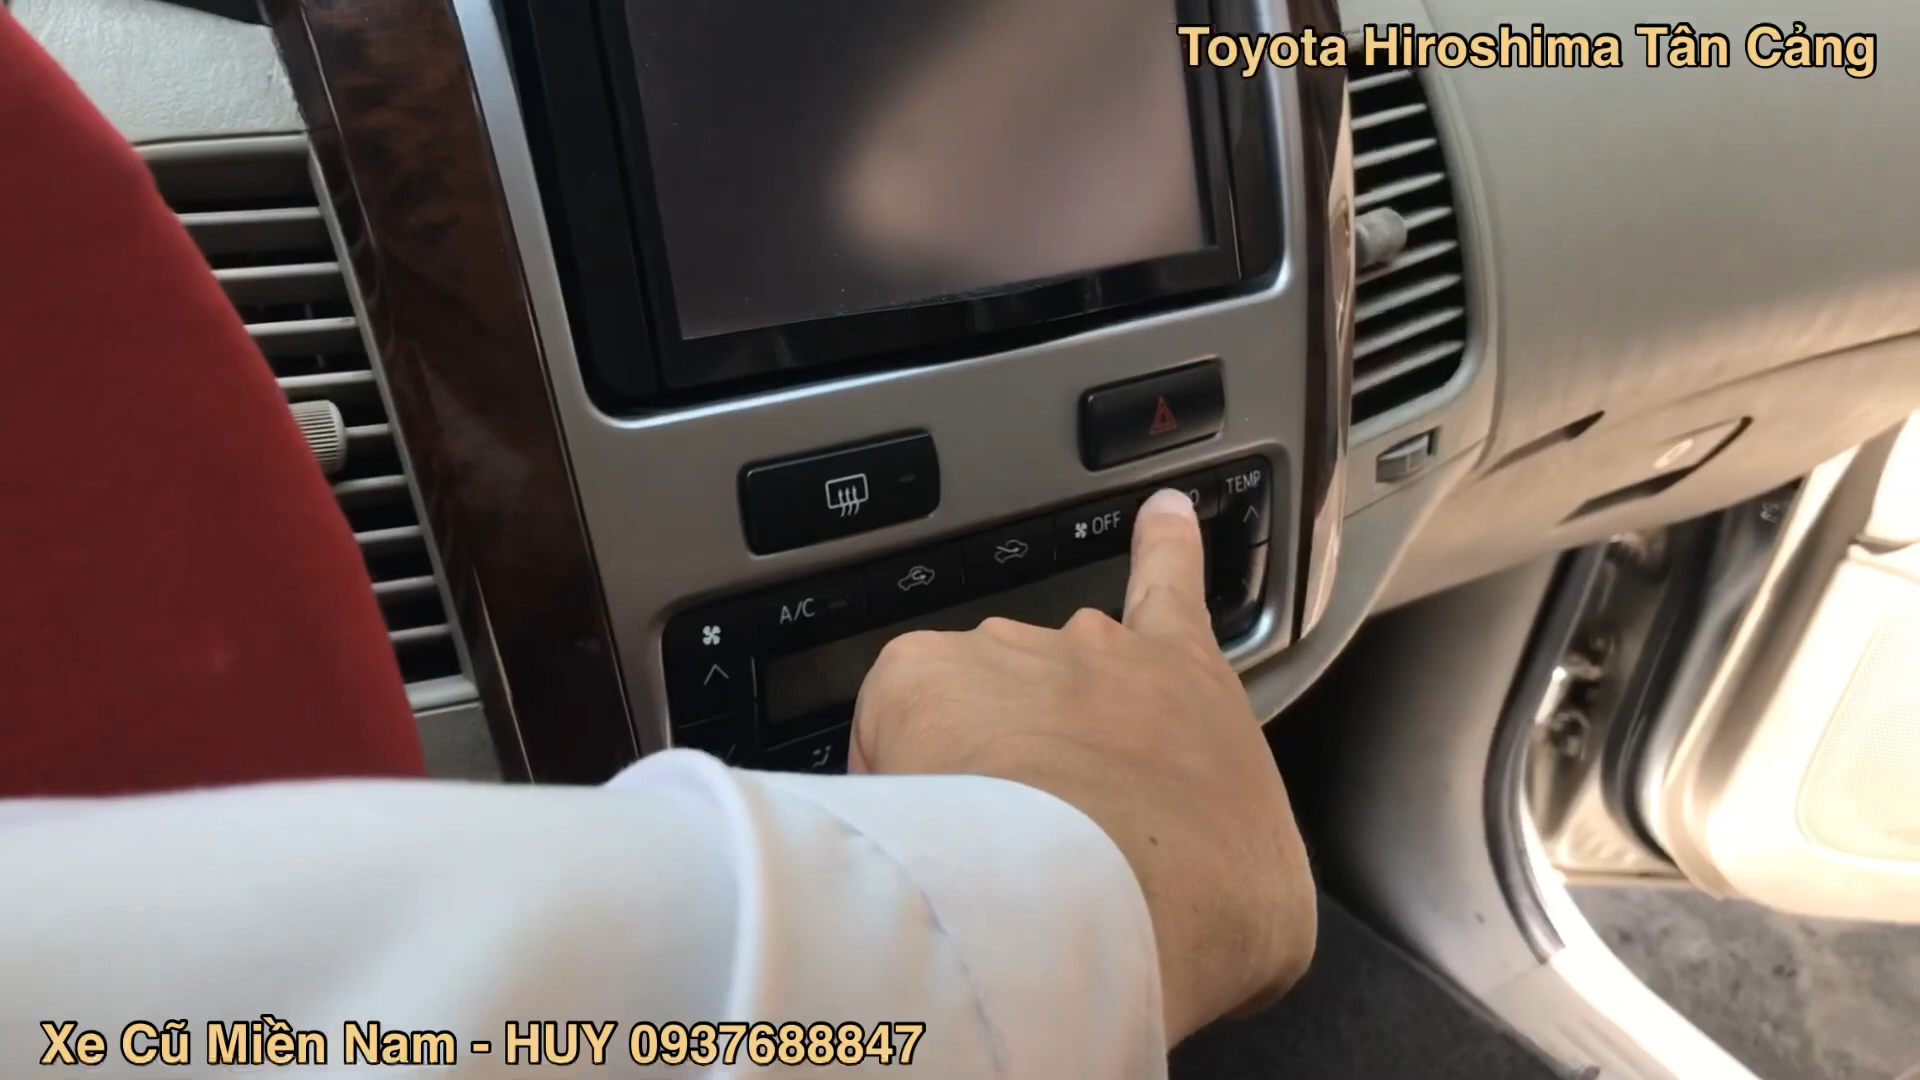 Toyota Hiroshima Tân Cảng
TEMP
OFF
A/C
Xe Cũ Miền Nam - HUY 0937688847